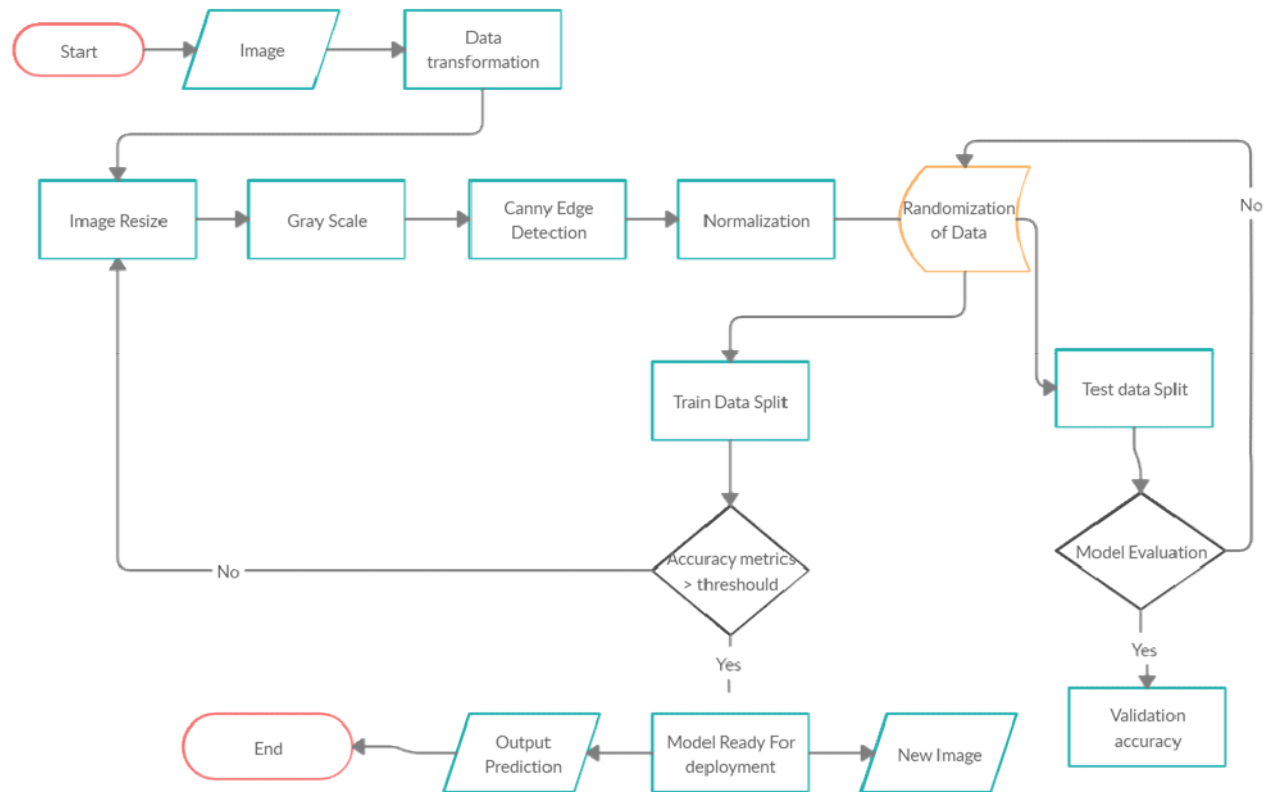 Start
Image
Data
transformation
Image Resize
Gray Scale
Canny Edge
Detection
Normalization
Randomization
of Data
No
Train Data Split
Test data Split
Accuracy metrics
> threshould
No
Model Evaluation
Yes
Yes
Validation
accuracy
End
Output
Prediction
Model Ready For
deployment
New Image